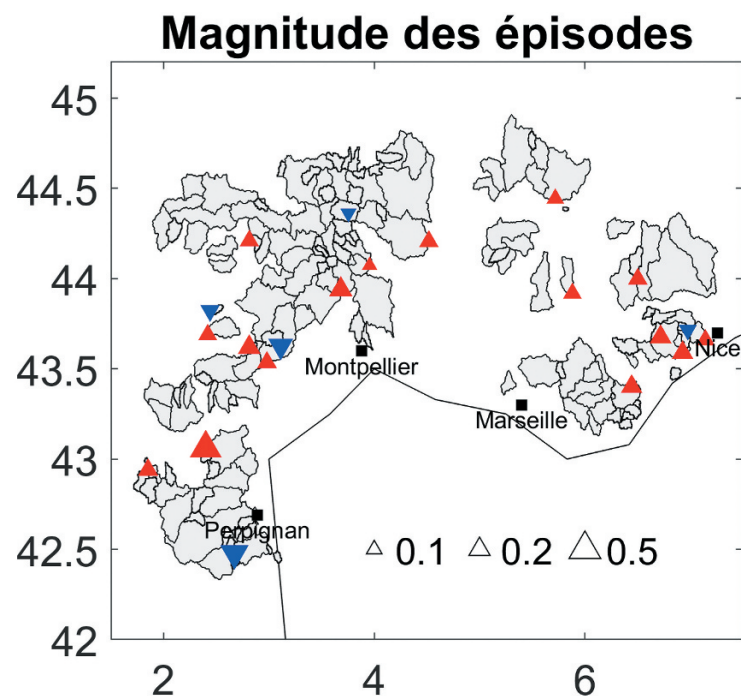 Magnitude des épisodes
45
44.5
44
43.5
43
42.5
42
Montpellier
Nice
Marseille
Perpignan
0.1 0.2 0.5
2 4 6